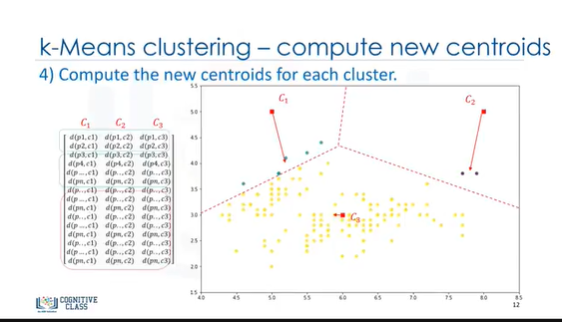 k-Means clustering – compute new centroids
4) Compute the new centroids for each cluster.
C1 C2 C3
d(p1,c1) d(p1,c2) d(p1,c3)
d(p2,c1) d(p2,c2) d(p2,c3)
d(p3,c1) d(p3,c2) d(p3,c3)
d(p4,c1) d(p4,c2) d(p4,c3)
d(p...,c1) d(p...,c2) d(p...,c3)
d(pn,c1) d(pn,c2) d(pn,c3)
d(p...,c1) d(p...,c2) d(p...,c3)
d(p...,c1) d(p...,c2) d(p...,c3)
d(pn,c1) d(pn,c2) d(pn,c3)
d(p...,c1) d(p...,c2) d(p...,c3)
d(p...,c1) d(p...,c2) d(p...,c3)
d(pn,c1) d(pn,c2) d(pn,c3)
d(p...,c1) d(p...,c2) d(p...,c3)
d(p...,c1) d(p...,c2) d(p...,c3)
d(pn,c1) d(pn,c2) d(pn,c3)
5.5
5.0
4.5
4.0
3.5
3.0
2.5
2.0
1.5
C1
C2
C3
4.0 4.5 5.0 5.5 6.0 6.5 7.0 7.5 8.0 8.5
COGNITIVE
CLASS
12